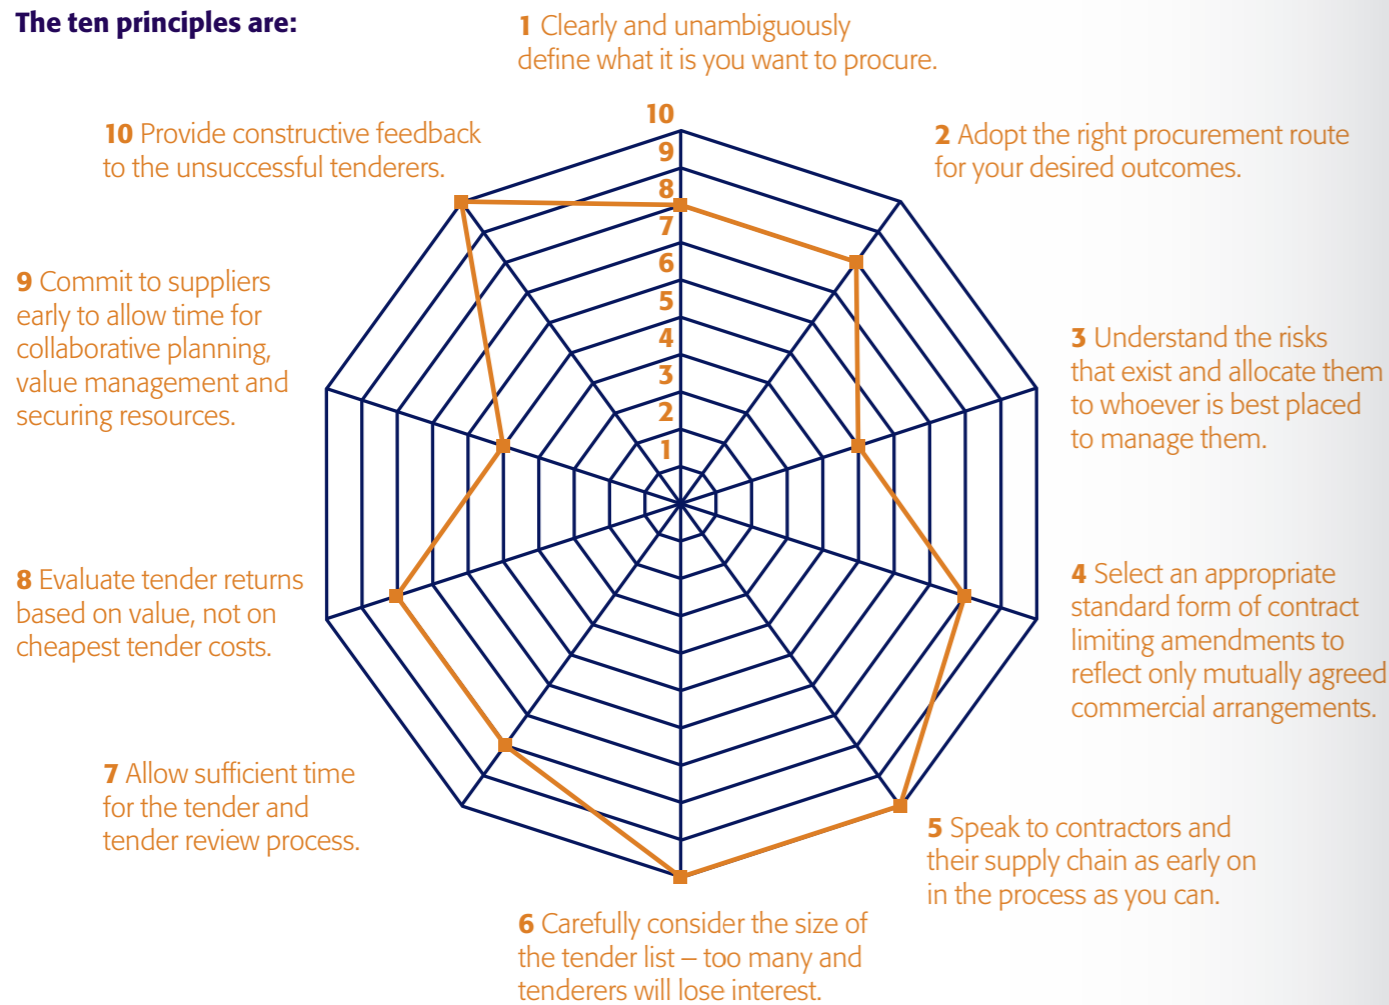 The ten principles are:
1 Clearly and unambiguously
define what it is you want to procure.
10 Provide constructive feedback
to the unsuccessful tenderers.
2 Adopt the right procurement route
for your desired outcomes.
10
9
8
7
6
5
4
3
2
1
9 Commit to suppliers
early to allow time for
collaborative planning,
value management and
securing resources.
3 Understand the risks
that exist and allocate them
to whoever is best placed
to manage them.
8 Evaluate tender returns
based on value, not on
cheapest tender costs.
4 Select an appropriate
standard form of contract
limiting amendments to
reflect only mutually agreed
commercial arrangements.
7 Allow sufficient time
for the tender and
tender review process.
5 Speak to contractors and
their supply chain as early on
in the process as you can.
6 Carefully consider the size of
the tender list – too many and
tenderers will lose interest.